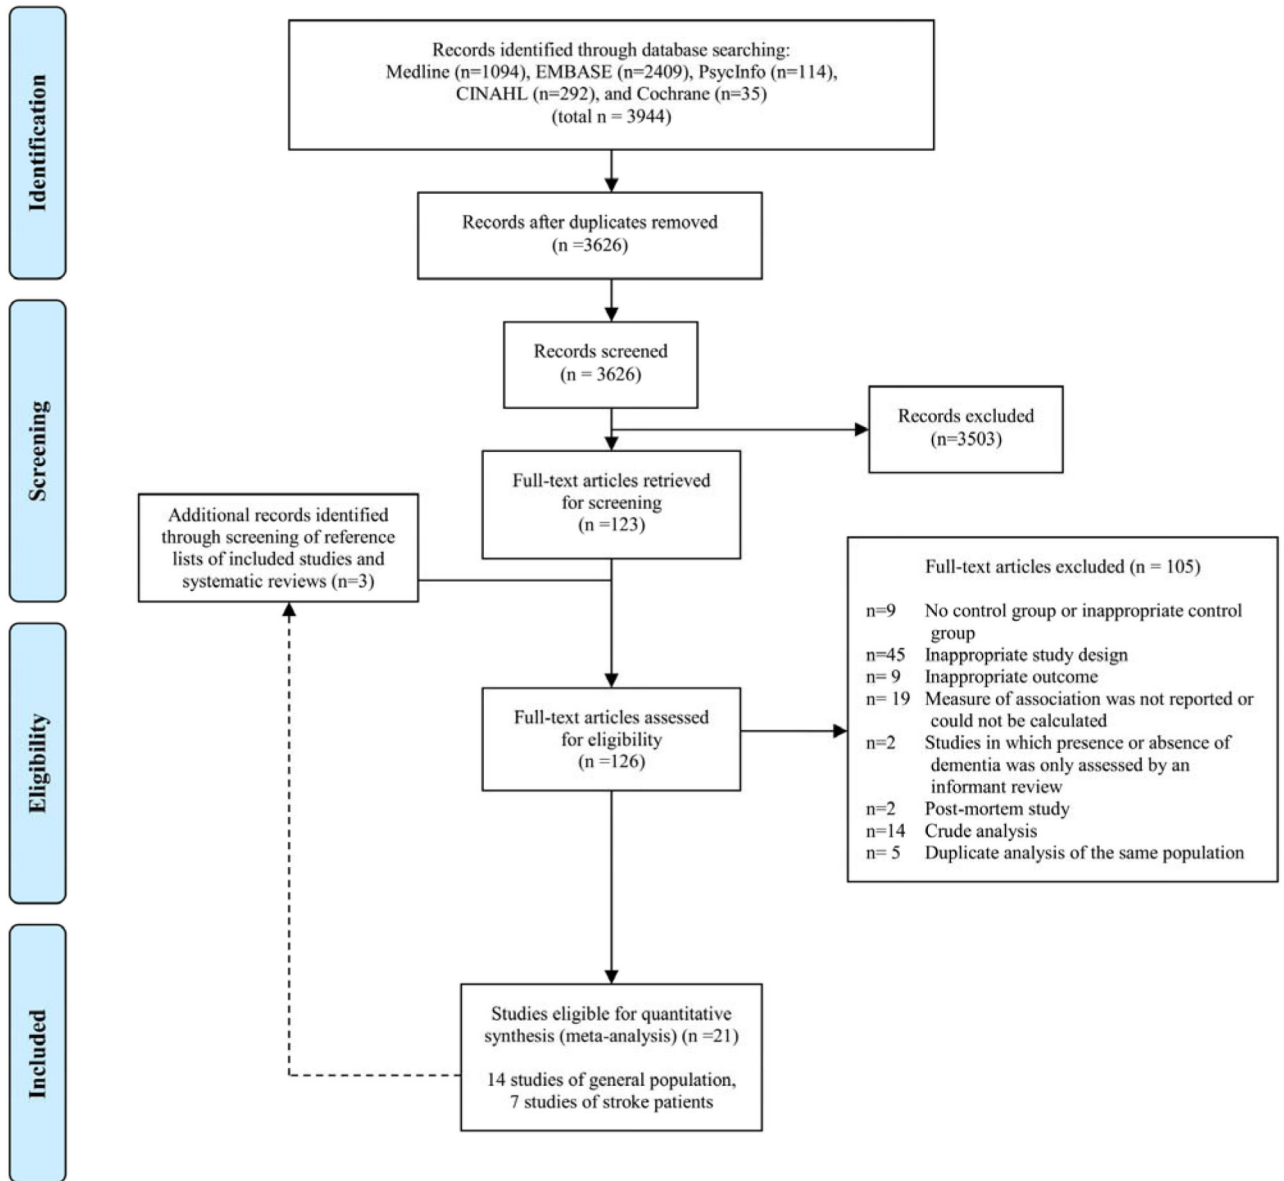 Identification
Records identified through database searching:
Medline (n=1094), EMBASE (n=2409), PsycInfo (n=114),
CINAHL (n=292), and Cochrane (n=35)
(total n = 3944)
Records after duplicates removed
(n =3626)
Screening
Records screened
(n = 3626)
Records excluded
(n=3503)
Full-text articles retrieved
for screening
(n =123)
Additional records identified
through screening of reference
lists of included studies and
systematic reviews (n=3)
Eligibility
Full-text articles assessed
for eligibility
(n =126)
Full-text articles excluded (n = 105)
n=9 No control group or inappropriate control
group
n=45 Inappropriate study design
n= 9 Inappropriate outcome
n= 19 Measure of association was not reported or
could not be calculated
n=2 Studies in which presence or absence of
dementia was only assessed by an
informant review
n=2 Post-mortem study
n=14 Crude analysis
n= 5 Duplicate analysis of the same population
Included
Studies eligible for quantitative
synthesis (meta-analysis) (n =21)
14 studies of general population,
7 studies of stroke patients